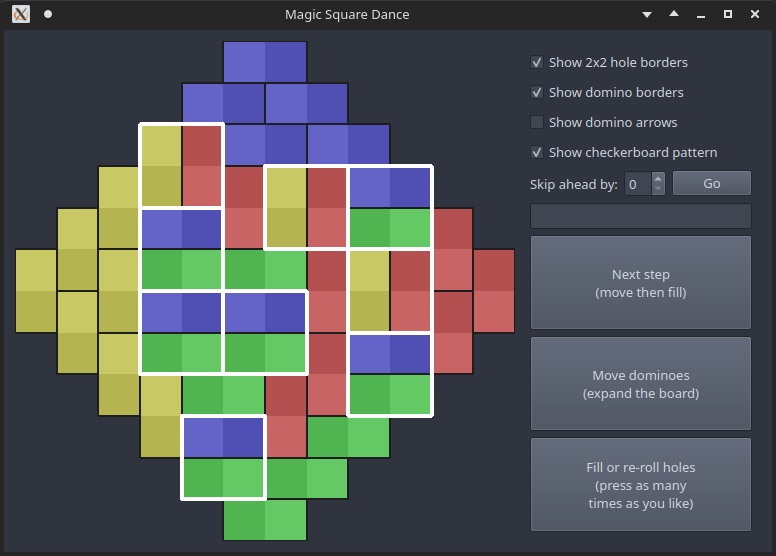 Magic Square Dance
Show 2x2 hole borders
Show domino borders
Show domino arrows
Show checkerboard pattern
Skip ahead by: 0 Go
Next step
(move then fill)
Move dominoes
(expand the board)
Fill or re-roll holes
(press as many
times as you like)